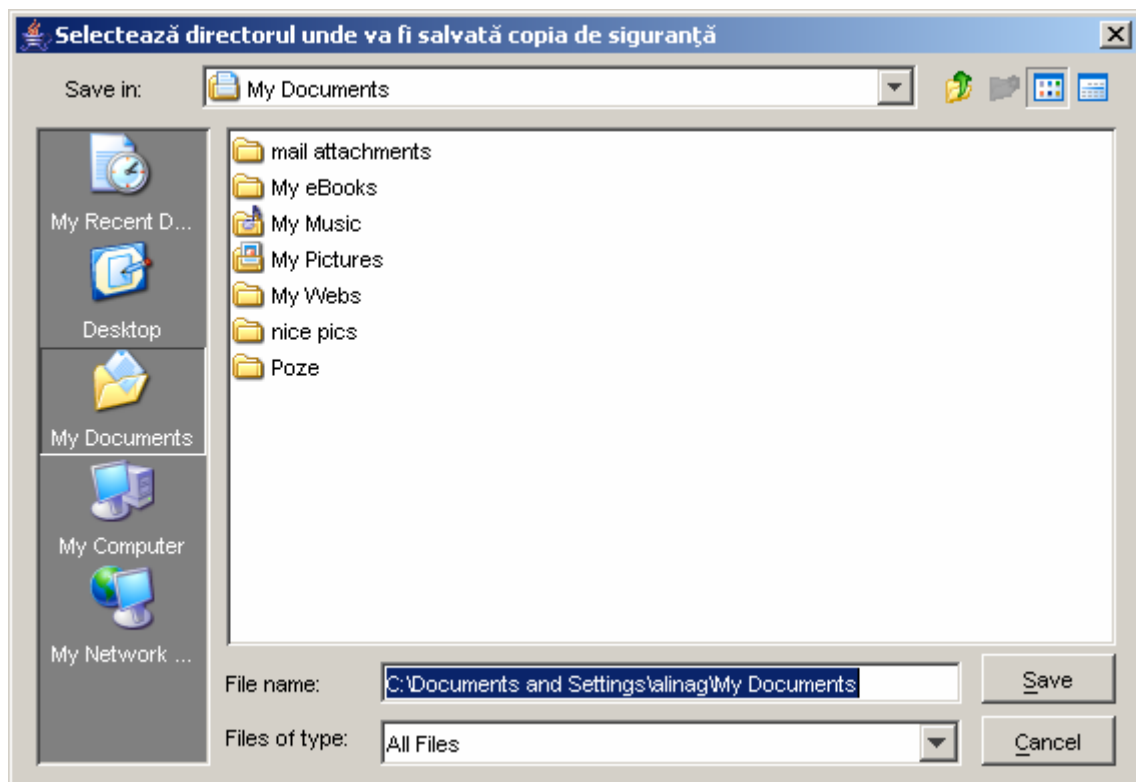 Selectează directorul unde va fi salvată copia de siguranţă
Save in:
My Documents
My Recent D...
Desktop
My Documents
My Computer
My Network ...
mail attachments
My eBooks
My Music
My Pictures
My Webs
nice pics
Poze
File name:
C:\Documents and Settings\alinag\My Documents
Save
Files of type:
All Files
Cancel